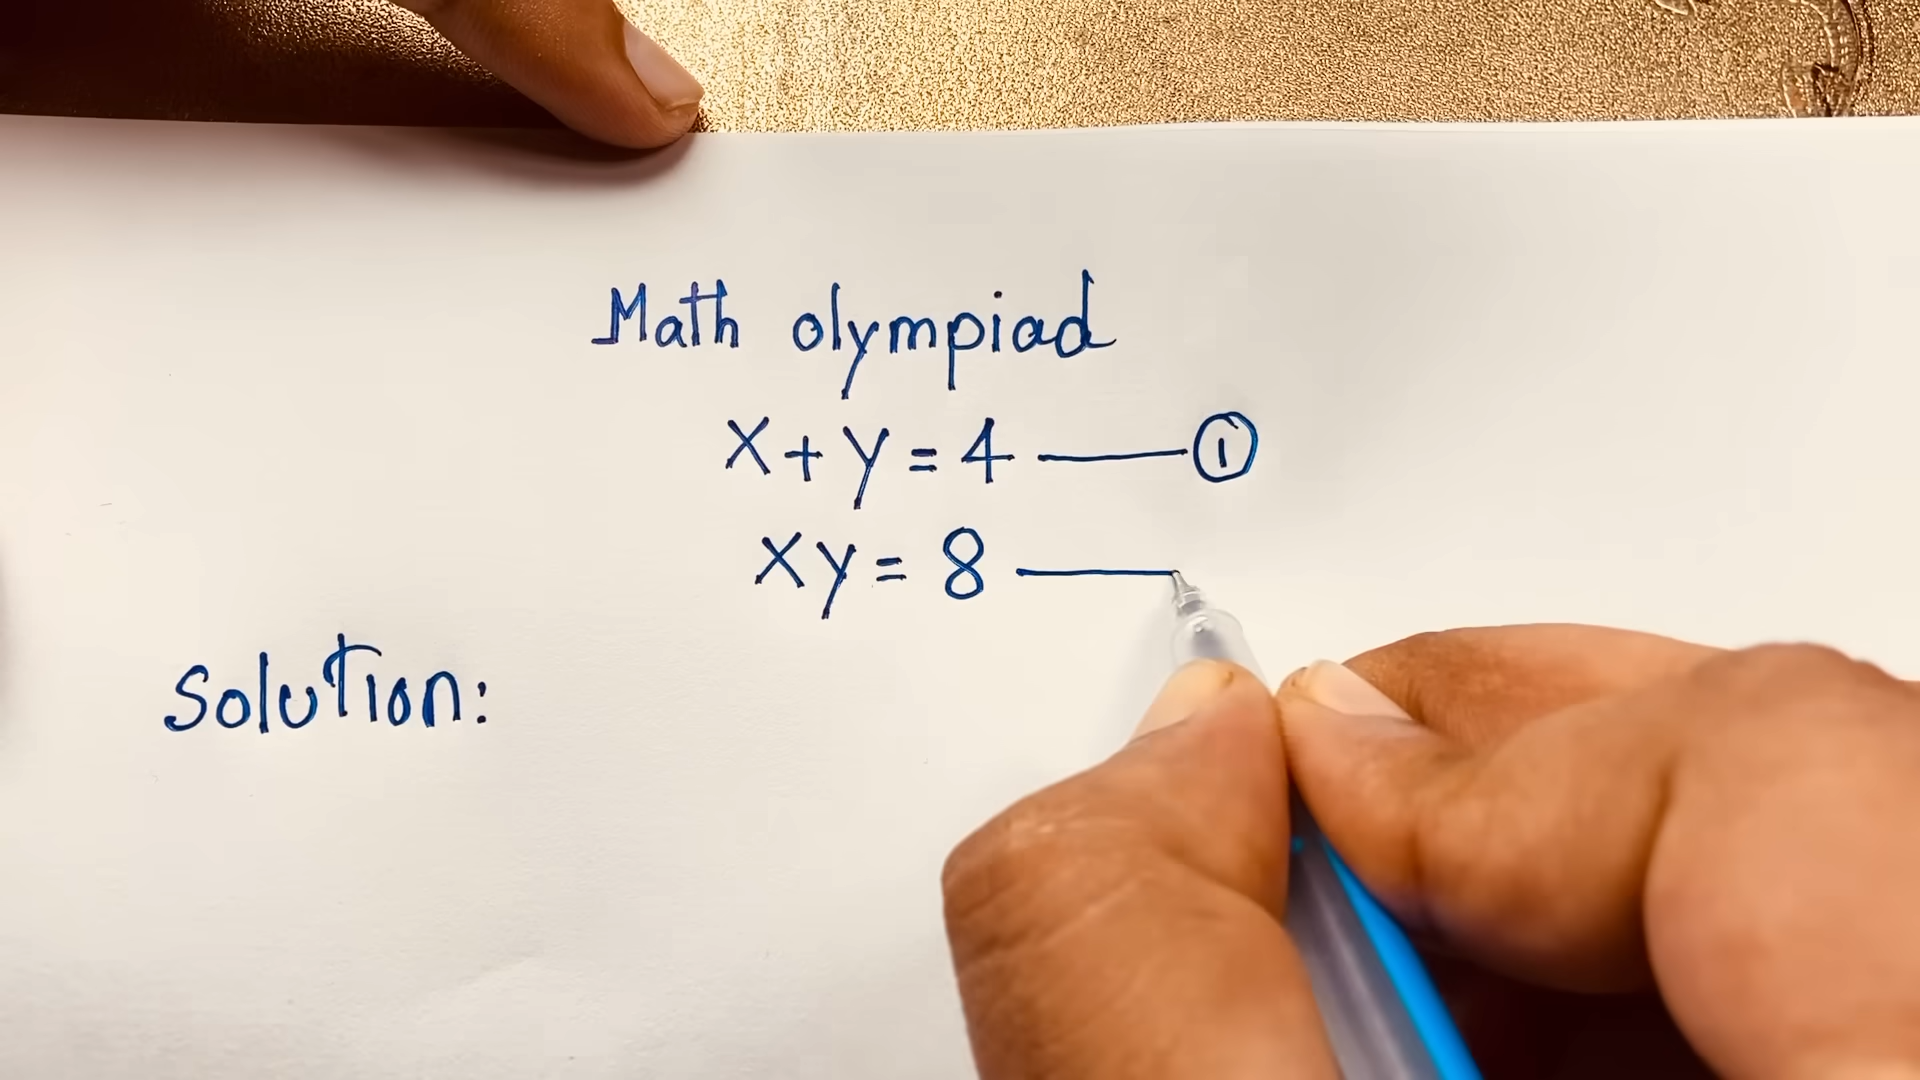 Math olympiad
X + y = 4 —— ①
xy = 8 ——
Solution: